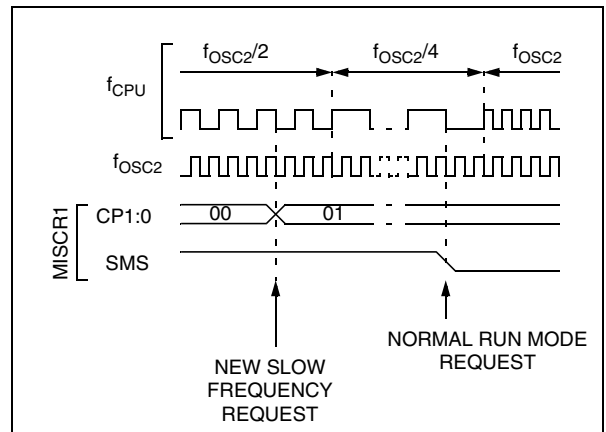 fOSC2/2 fOSC2/4 fOSC2
fCPU
fOSC2
MISCR1
CP1:0 00 01
SMS
NEW SLOW
FREQUENCY
REQUEST
NORMAL RUN MODE
REQUEST